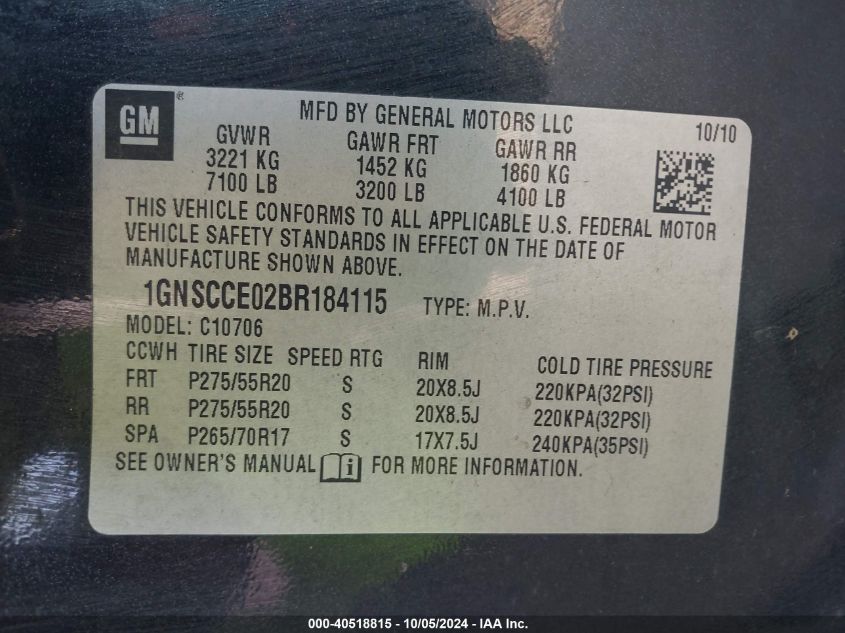 GM ®
MFD BY GENERAL MOTORS LLC 10/10
GVWR GAWR FRT GAWR RR
3221 KG 1452 KG 1860 KG
7100 LB 3200 LB 4100 LB
THIS VEHICLE CONFORMS TO ALL APPLICABLE U.S. FEDERAL MOTOR
VEHICLE SAFETY STANDARDS IN EFFECT ON THE DATE OF
MANUFACTURE SHOWN ABOVE.
1GNSCCE02BR184115 TYPE: M.P.V.
MODEL: C10706
CCWH TIRE SIZE SPEED RTG RIM COLD TIRE PRESSURE
FRT P275/55R20 S 20X8.5J 220KPA(32PSI)
RR P275/55R20 S 20X8.5J 220KPA(32PSI)
SPA P265/70R17 S 17X7.5J 240KPA(35PSI)
SEE OWNER'S MANUAL FOR MORE INFORMATION.
000-40518815 - 10/05/2024 - IAA Inc.